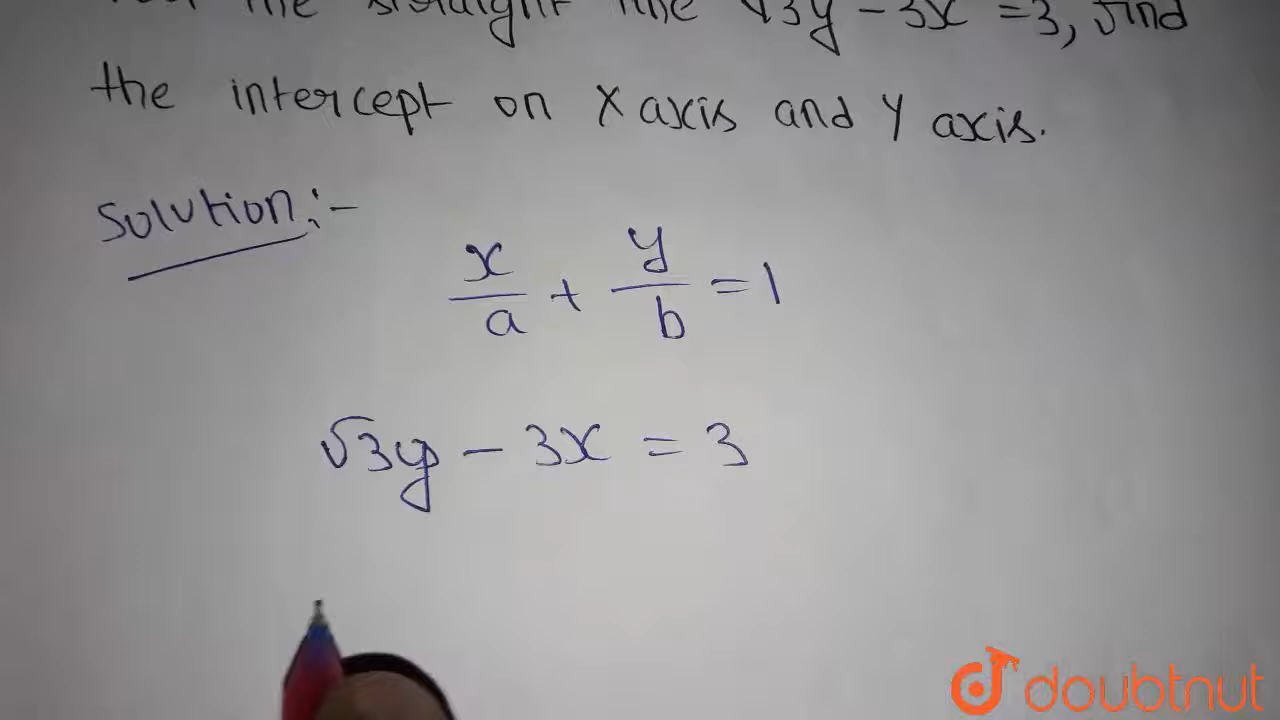 the straight line √3y - 3x = 3, find
the intercept on X axis and Y axis.
Solution:-
x/a + y/b = 1
√3y - 3x = 3
doubtnut